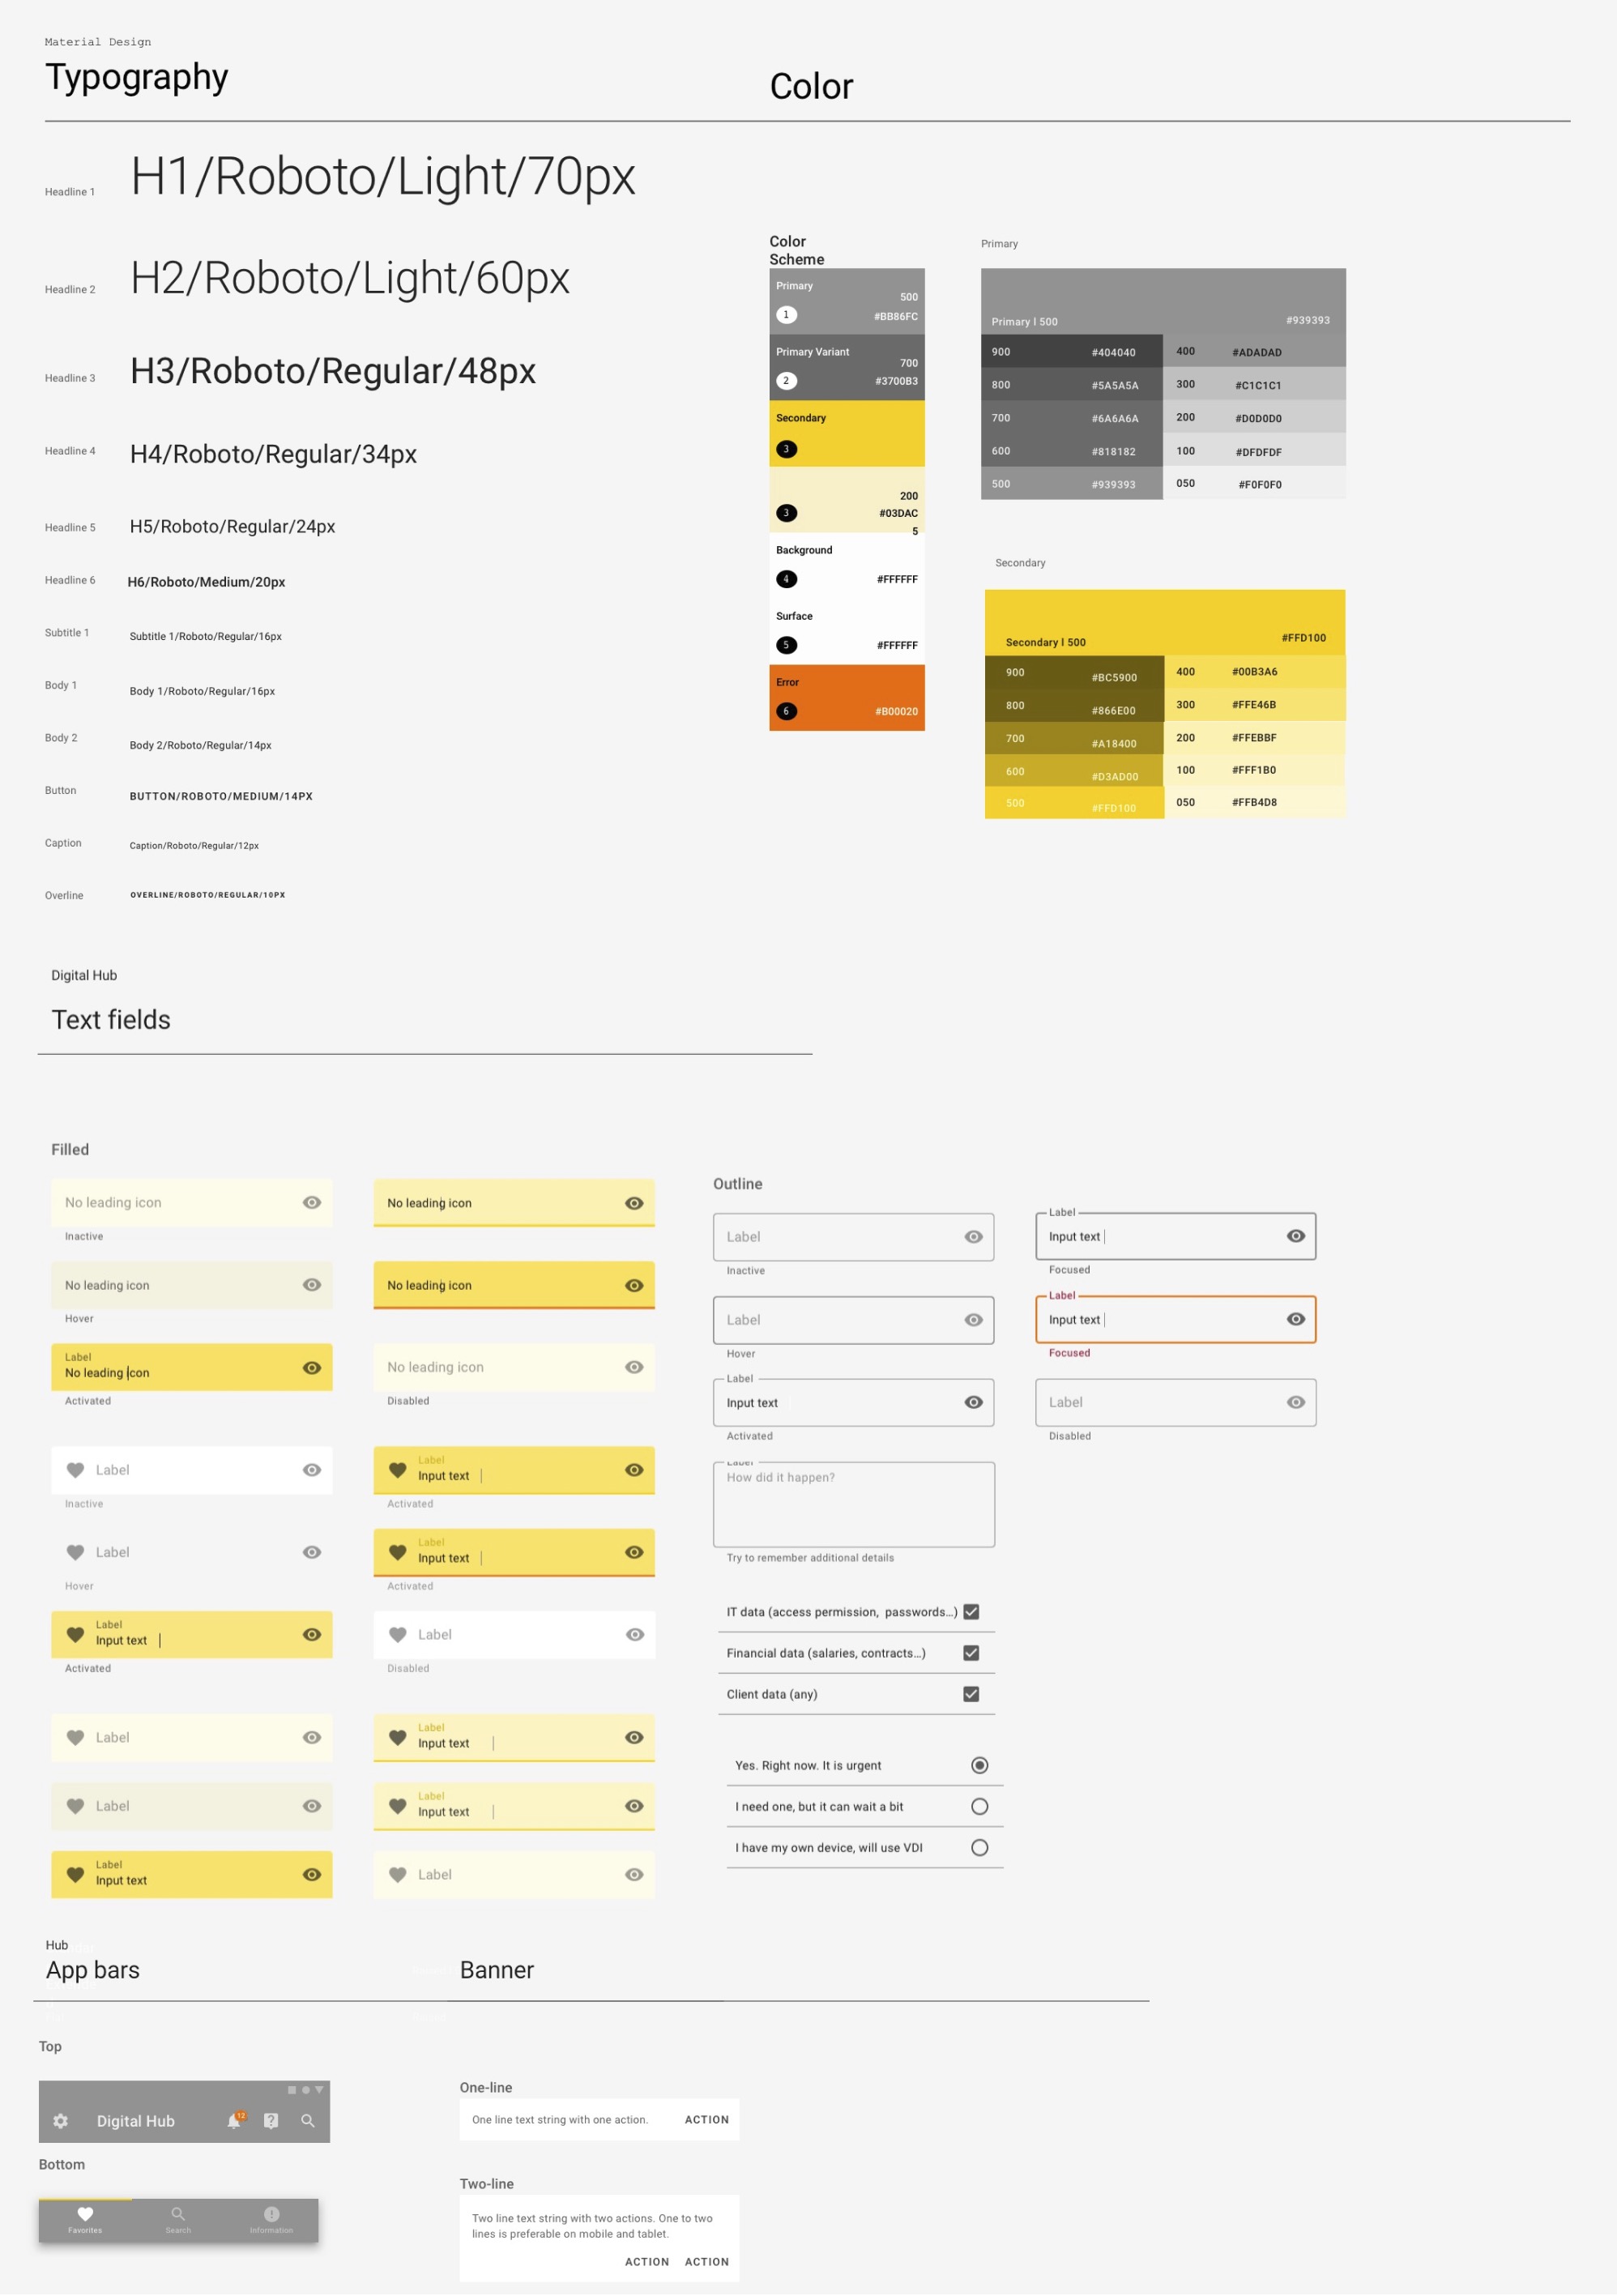 Material Design
Typography
Color
Headline 1
H1/Roboto/Light/70px
Headline 2
H2/Roboto/Light/60px
Headline 3
H3/Roboto/Regular/48px
Headline 4
H4/Roboto/Regular/34px
Headline 5
H5/Roboto/Regular/24px
Headline 6
H6/Roboto/Medium/20px
Subtitle 1
Subtitle 1/Roboto/Regular/16px
Body 1
Body 1/Roboto/Regular/16px
Body 2
Body 2/Roboto/Regular/14px
Button
BUTTON/ROBOTO/MEDIUM/14PX
Caption
Caption/Roboto/Regular/12px
Overline
OVERLINE/ROBOTO/REGULAR/10PX
Color
Scheme
Primary
500
1
#BB86FC
Primary Variant
700
2
#3700B3
Secondary
3
200
3
#03DAC
5
Background
4
#FFFFFF
Surface
5
#FFFFFF
Error
6
#B00020
Primary
Primary I 500
#939393
900 #404040
400 #ADADAD
800 #5A5A5A
300 #C1C1C1
700 #6A6A6A
200 #D0D0D0
600 #818182
100 #DFDFDF
500 #939393
050 #F0F0F0
Secondary
Secondary I 500
#FFD100
900 #BC5900
400 #00B3A6
800 #866E00
300 #FFE46B
700 #A18400
200 #FFEBBF
600 #D3AD00
100 #FFF1B0
500 #FFD100
050 #FFB4D8
Digital Hub
Text fields
Filled
No leading icon
Inactive
No leading icon
No leading icon
Hover
No leading icon
Label
No leading icon
Activated
No leading icon
Disabled
Label
Inactive
Label
Input text
Activated
Label
Hover
Label
Input text
Activated
Label
Input text
Activated
Label
Disabled
Label
Label
Input text
Label
Label
Input text
Label
Input text
Label
Outline
Label
Inactive
Label
Input text
Focused
Label
Hover
Label
Input text
Focused
Label
Input text
Activated
Label
Disabled
Label
How did it happen?
Try to remember additional details
IT data (access permission, passwords...)
Financial data (salaries, contracts...)
Client data (any)
Yes. Right now. It is urgent
I need one, but it can wait a bit
I have my own device, will use VDI
Hub
App bars
Banner
Top
Digital Hub
12
Bottom
Favorites
Search
Information
One-line
One line text string with one action.
ACTION
Two-line
Two line text string with two actions. One to two
lines is preferable on mobile and tablet.
ACTION ACTION